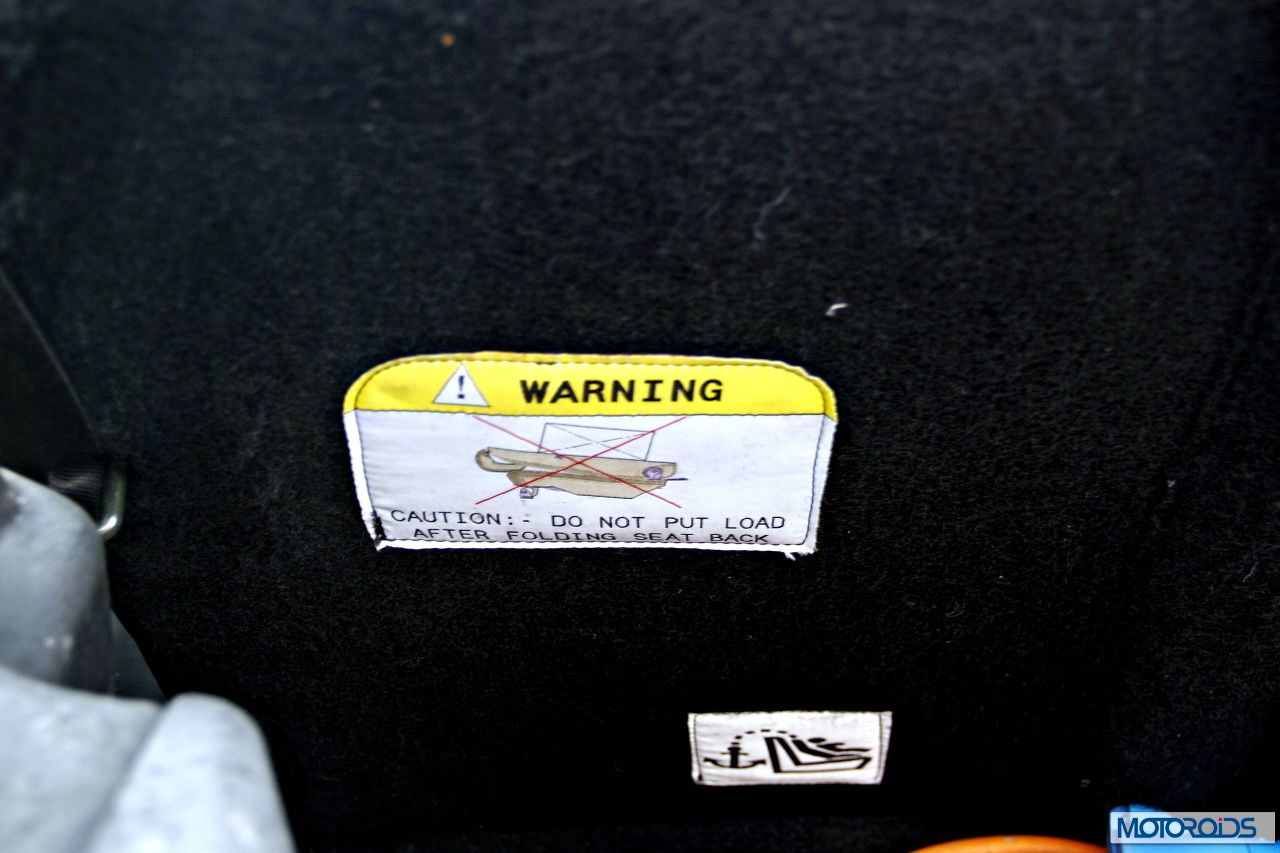 ! WARNING
CAUTION:- DO NOT PUT LOAD
AFTER FOLDING SEAT BACK
MOTOROiDS